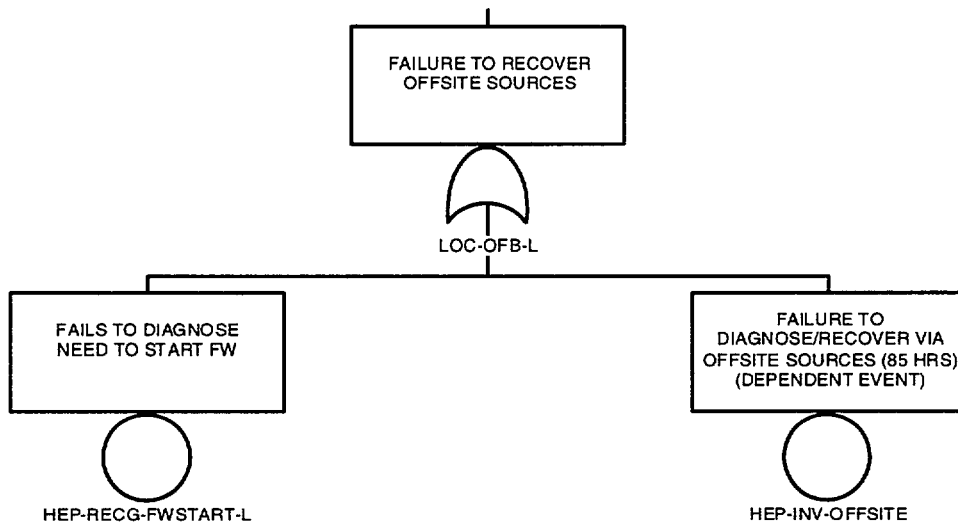 FAILURE TO RECOVER
OFFSITE SOURCES
LOC-OFB-L
FAILS TO DIAGNOSE
NEED TO START FW
HEP-RECG-FWSTART-L
FAILURE TO
DIAGNOSE/RECOVER VIA
OFFSITE SOURCES (85 HRS)
(DEPENDENT EVENT)
HEP-INV-OFFSITE